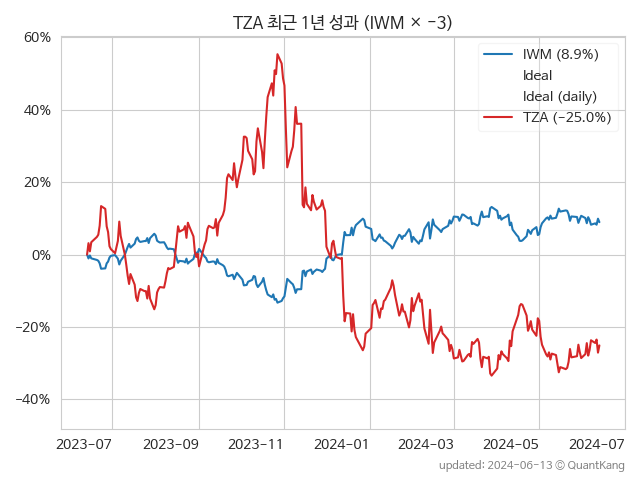 TZA 최근 1년 성과 (IWM × −3)
60%
40%
20%
0%
−20%
−40%
IWM (8.9%)
Ideal
Ideal (daily)
TZA (−25.0%)
2023-07
2023-09
2023-11
2024-01
2024-03
2024-05
2024-07
updated: 2024-06-13 © QuantKang